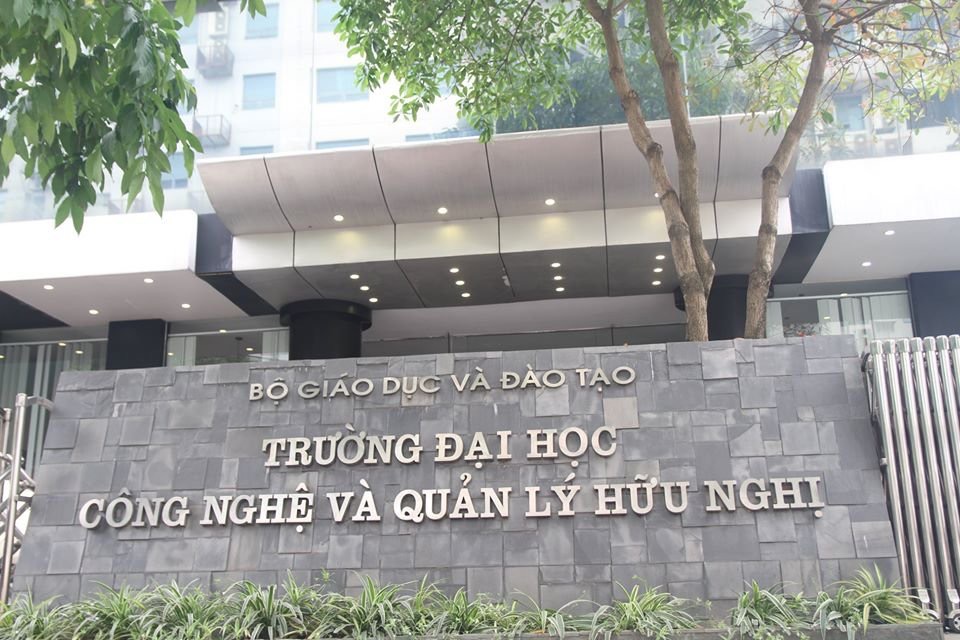 BỘ GIÁO DỤC VÀ ĐÀO TẠO
TRƯỜNG ĐẠI HỌC
CÔNG NGHỆ VÀ QUẢN LÝ HỮU NGHỊ